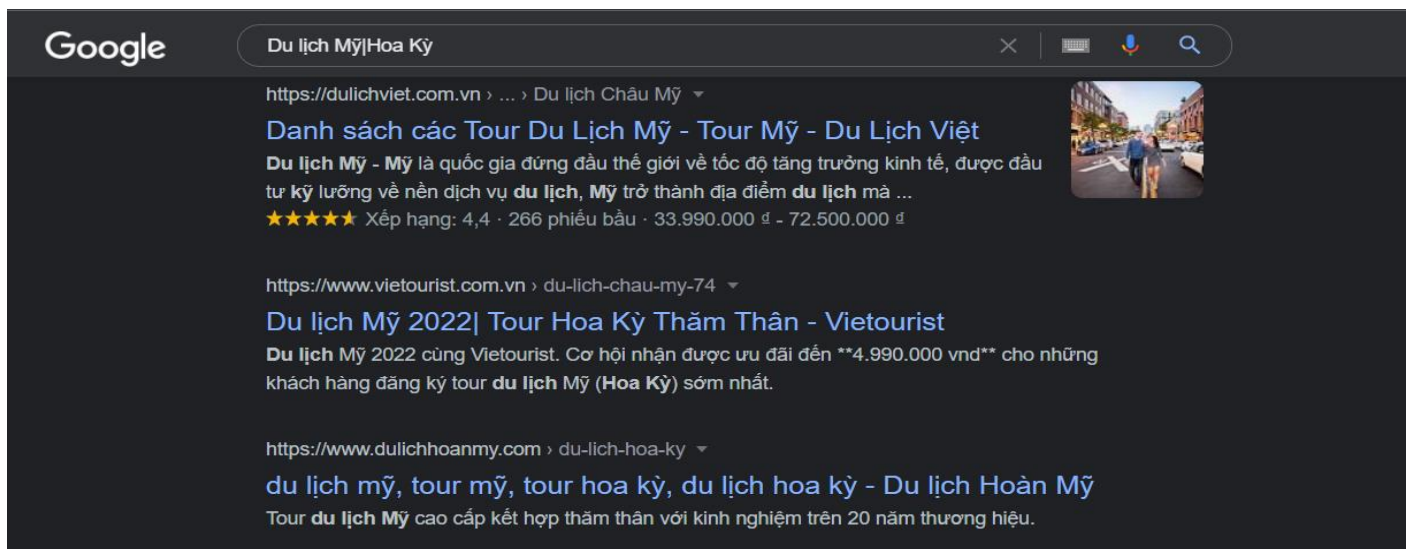 Google
Du lịch Mỹ|Hoa Kỳ
https://dulichviet.com.vn › ... › Du lịch Châu Mỹ
Danh sách các Tour Du Lịch Mỹ - Tour Mỹ - Du Lịch Việt
Du lịch Mỹ - Mỹ là quốc gia đứng đầu thế giới về tốc độ tăng trưởng kinh tế, được đầu
tư kỹ lưỡng về nền dịch vụ du lịch, Mỹ trở thành địa điểm du lịch mà ...
Xếp hạng: 4,4 · 266 phiếu bầu · 33.990.000 ₫ - 72.500.000 ₫
https://www.vietourist.com.vn › du-lich-chau-my-74
Du lịch Mỹ 2022| Tour Hoa Kỳ Thăm Thân - Vietourist
Du lịch Mỹ 2022 cùng Vietourist. Cơ hội nhận được ưu đãi đến **4.990.000 vnd** cho những
khách hàng đăng ký tour du lịch Mỹ (Hoa Kỳ) sớm nhất.
https://www.dulichhoanmy.com › du-lich-hoa-ky
du lịch mỹ, tour mỹ, tour hoa kỳ, du lịch hoa kỳ - Du lịch Hoàn Mỹ
Tour du lịch Mỹ cao cấp kết hợp thăm thân với kinh nghiệm trên 20 năm thương hiệu.